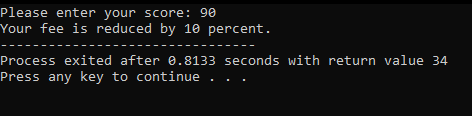 Please enter your score: 90
Your fee is reduced by 10 percent.
--------------------------------
Process exited after 0.8133 seconds with return value 34
Press any key to continue . . .